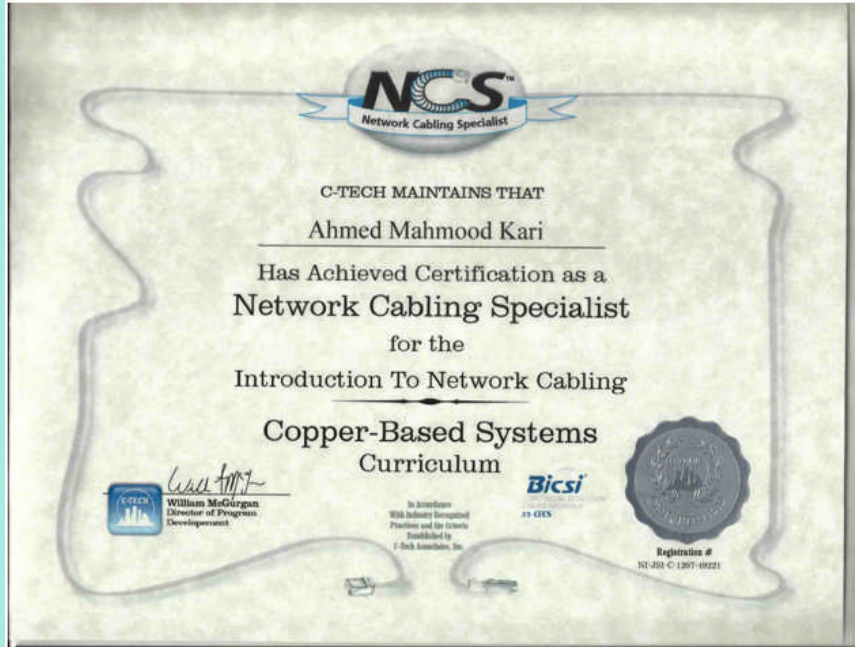 NCS™
Network Cabling Specialist
C-TECH MAINTAINS THAT
Ahmed Mahmood Kari
Has Achieved Certification as a
Network Cabling Specialist
for the
Introduction To Network Cabling
Copper-Based Systems
Curriculum
C-TECH
William McGurgan
Director of Program
Developement
In Accordance
With Industry Recognized
Practices and the Criteria
Established by
C-Tech Associates, Inc.
Bicsi
Registration #